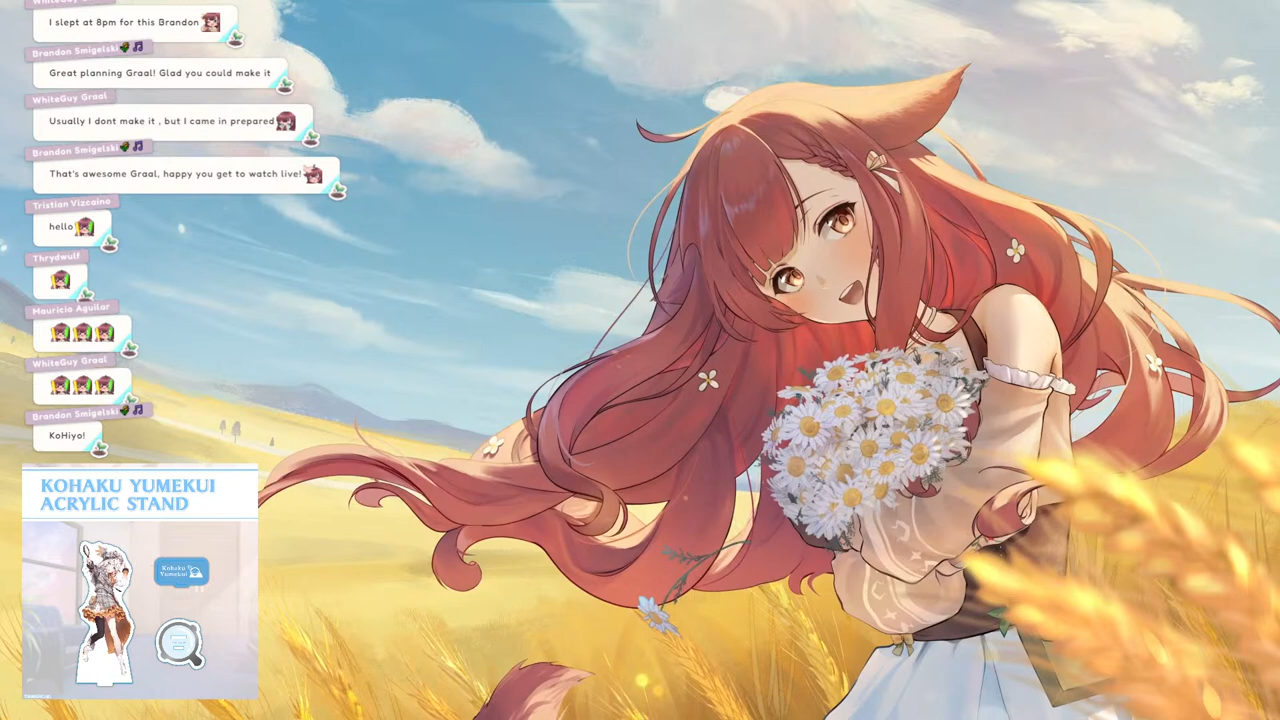 WhiteGuy Graal
I slept at 8pm for this Brandon
Brandon Smigelski
Great planning Graal! Glad you could make it
WhiteGuy Graal
Usually I dont make it , but I came in prepared
Brandon Smigelski
That's awesome Graal, happy you get to watch live!
Tristian Vizcaino
hello
Thrydwulf
Mauricio Aguilar
WhiteGuy Graal
Brandon Smigelski
KoHiyo!
KOHAKU YUMEKUI
ACRYLIC STAND
Kohaku
Yumekui